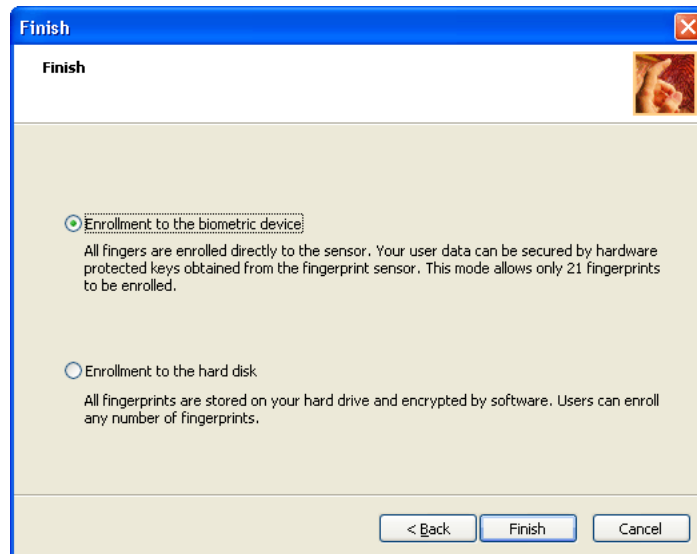 Finish
Finish
Enrollment to the biometric device
All fingers are enrolled directly to the sensor. Your user data can be secured by hardware
protected keys obtained from the fingerprint sensor. This mode allows only 21 fingerprints
to be enrolled.
Enrollment to the hard disk
All fingerprints are stored on your hard drive and encrypted by software. Users can enroll
any number of fingerprints.
< Back Finish Cancel